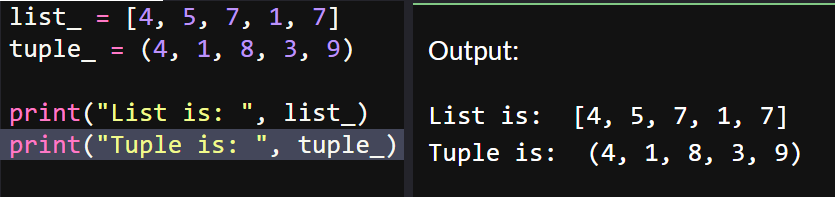 list_ = [4, 5, 7, 1, 7]
tuple_ = (4, 1, 8, 3, 9)
print("List is: ", list_)
print("Tuple is: ", tuple_)
Output:
List is:  [4, 5, 7, 1, 7]
Tuple is:  (4, 1, 8, 3, 9)